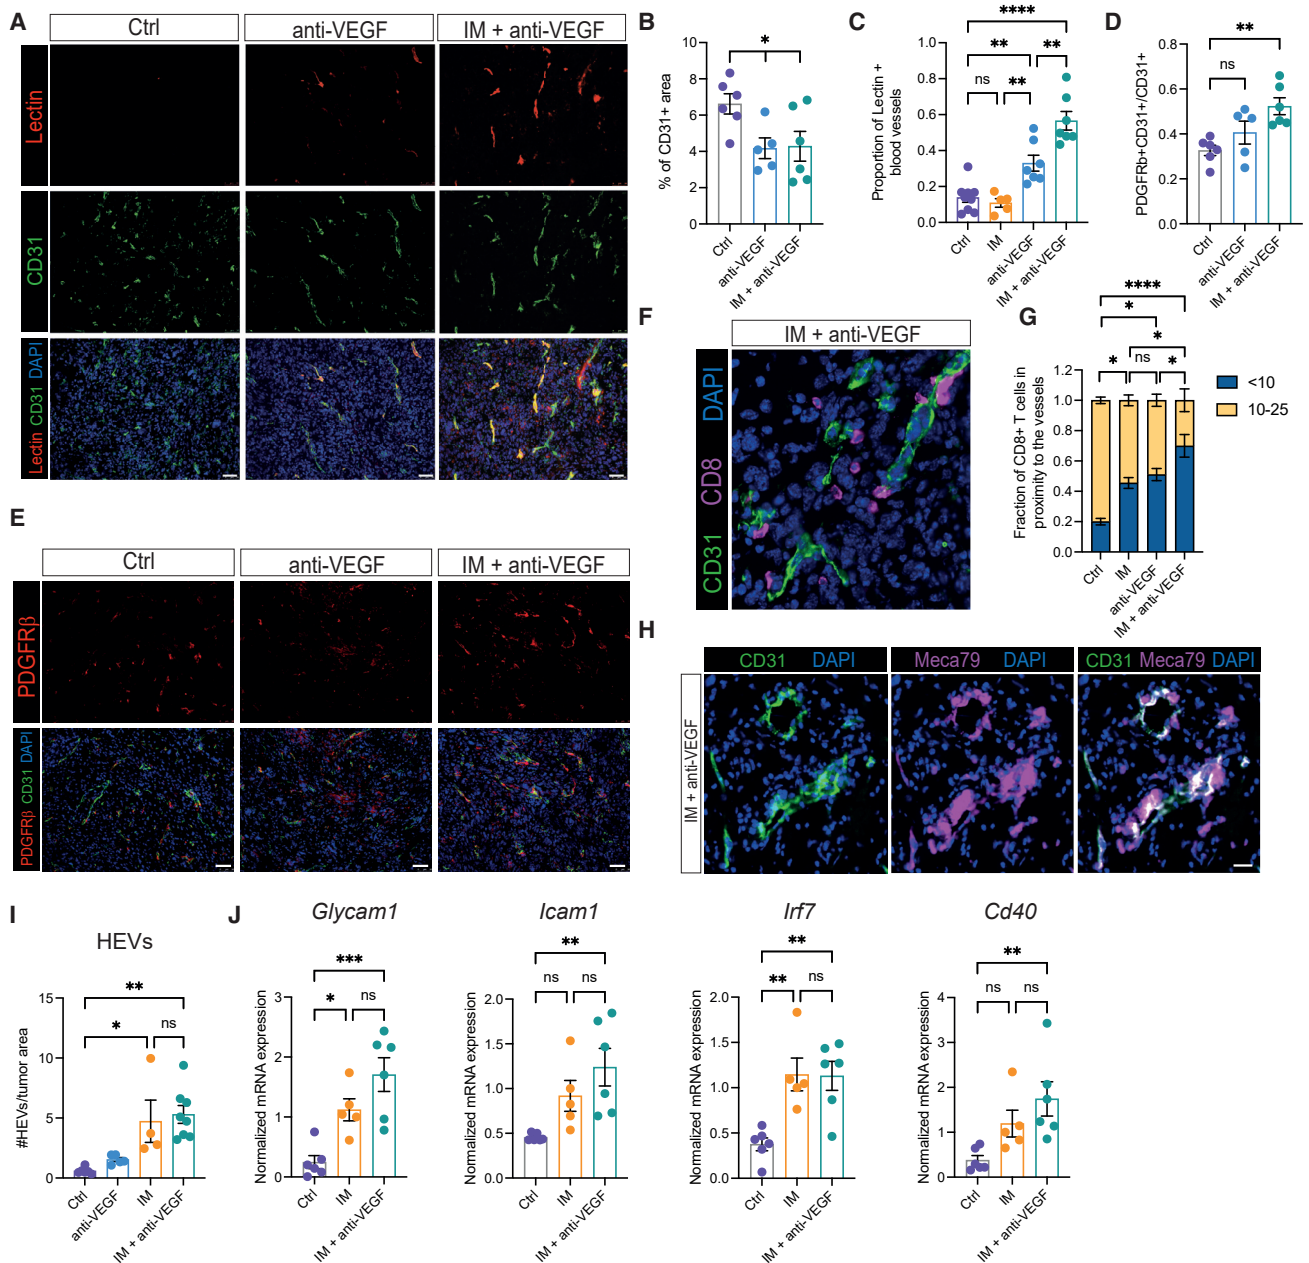 A
Ctrl
anti-VEGF
IM + anti-VEGF
Lectin
CD31
Lectin CD31 DAPI
B
*
% of CD31+ area
10
8
6
4
2
0
Ctrl
anti-VEGF
IM + anti-VEGF
C
****
**
**
ns
**
Proportion of Lectin +
blood vessels
1.0
0.8
0.6
0.4
0.2
0.0
Ctrl
IM
anti-VEGF
IM + anti-VEGF
D
**
ns
PDGFRb+CD31+/CD31+
0.8
0.6
0.4
0.2
0.0
Ctrl
anti-VEGF
IM + anti-VEGF
E
Ctrl
anti-VEGF
IM + anti-VEGF
PDGFRβ
PDGFRβ CD31 DAPI
F
IM + anti-VEGF
CD31 CD8 DAPI
G
****
*
*
*
ns
*
Fraction of CD8+ T cells in
proximity to the vessels
1.2
1.0
0.8
0.6
0.4
0.2
0.0
Ctrl
IM
anti-VEGF
IM + anti-VEGF
<10
10-25
H
CD31 DAPI
Meca79 DAPI
CD31 Meca79 DAPI
IM + anti-VEGF
I
HEVs
**
*
ns
#HEVs/tumor area
15
10
5
0
Ctrl
anti-VEGF
IM
IM + anti-VEGF
J
Glycam1
***
*
ns
Normalized mRNA expression
3
2
1
0
Ctrl
IM
IM + anti-VEGF
Icam1
**
ns
ns
Normalized mRNA expression
2.0
1.5
1.0
0.5
0.0
Ctrl
IM
IM + anti-VEGF
Irf7
**
**
ns
Normalized mRNA expression
2.0
1.5
1.0
0.5
0.0
Ctrl
IM
IM + anti-VEGF
Cd40
**
ns
ns
Normalized mRNA expression
4
3
2
1
0
Ctrl
IM
IM + anti-VEGF